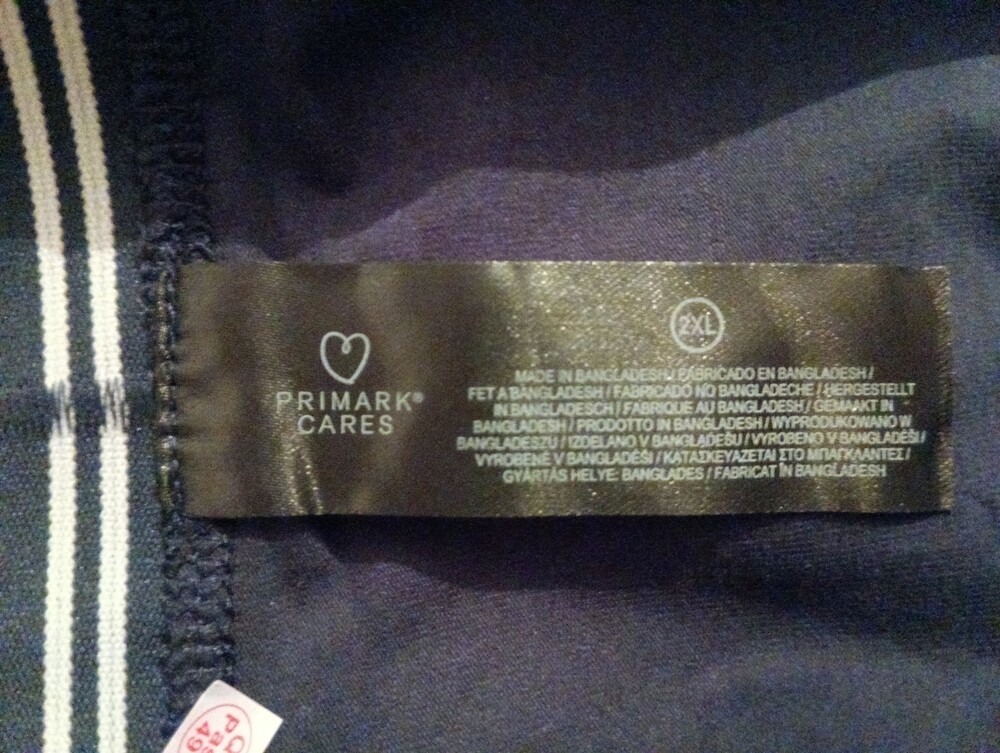 PRIMARK®
CARES
2XL
MADE IN BANGLADESH / FABRICADO EN BANGLADESH /
FET A BANGLADESH / FABRICADO NO BANGLADECHE / HERGESTELLT
IN BANGLADESCH / FABRIQUE AU BANGLADESH / GEMAAKT IN
BANGLADESH / PRODOTTO IN BANGLADESH / WYPRODUKOWANO W
BANGLADESZU / IZDELANO V BANGLADEŠU / VYROBENO V BANGLADÉŠI /
VYROBENÉ V BANGLADÉŠI / ΚΑΤΑΣΚΕΥΑΖΕΤΑΙ ΣΤΟ ΜΠΑΓΚΛΑΝΤΕΣ /
GYÁRTÁS HELYE: BANGLADES / FABRICAT ÎN BANGLADESH